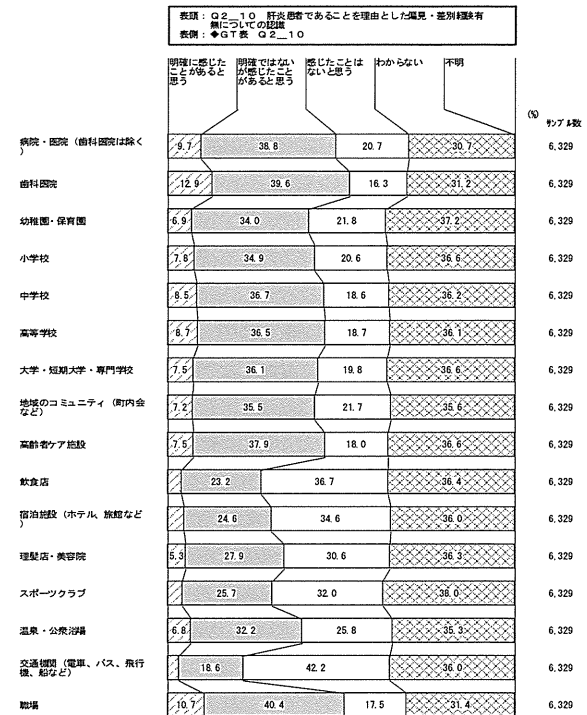 表頭：Ｑ２＿１０　肝炎患者であることを理由とした偏見・差別経験有
無についての認識
表側：◆ＧＴ表　Ｑ２＿１０
明確に感じた 明確ではない 感じたことは わからない 不明
ことがあると が感じたこと ないと思う
思う があると思う
(%)
サンプル数
病院・医院（歯科医院は除く 9.7 38.8 20.7 30.7 6,329
）
歯科医院 12.9 39.6 16.3 31.2 6,329
幼稚園・保育園 6.9 34.0 21.8 37.2 6,329
小学校 7.8 34.9 20.6 36.6 6,329
中学校 8.5 36.7 18.6 36.2 6,329
高等学校 8.7 36.5 18.7 36.1 6,329
大学・短期大学・専門学校 7.5 36.1 19.8 36.6 6,329
地域のコミュニティ（町内会 7.2 35.5 21.7 35.6 6,329
など）
高齢者ケア施設 7.5 37.9 18.0 36.6 6,329
飲食店 23.2 36.7 36.4 6,329
宿泊施設（ホテル、旅館など 24.6 34.6 36.0 6,329
）
理髪店・美容院 5.3 27.9 30.6 36.3 6,329
スポーツクラブ 25.7 32.0 38.0 6,329
温泉・公衆浴場 6.8 32.2 25.8 35.3 6,329
交通機関（電車、バス、飛行 18.6 42.2 36.0 6,329
機、船など）
職場 10.7 40.4 17.5 31.4 6,329